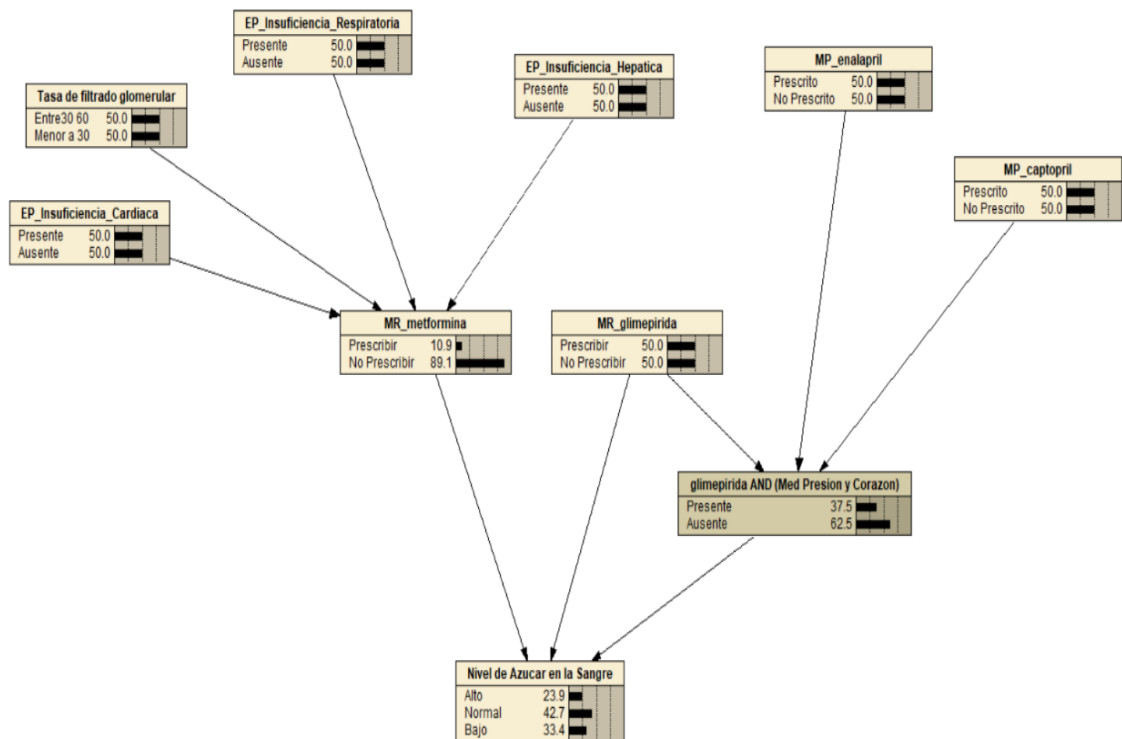 EP_Insuficiencia_Respiratoria
Presente 50.0
Ausente 50.0
EP_Insuficiencia_Hepatica
Presente 50.0
Ausente 50.0
MP_enalapril
Prescrito 50.0
No Prescrito 50.0
Tasa de filtrado glomerular
Entre30 60 50.0
Menor a 30 50.0
MP_captopril
Prescrito 50.0
No Prescrito 50.0
EP_Insuficiencia_Cardiaca
Presente 50.0
Ausente 50.0
MR_metformina
Prescribir 10.9
No Prescribir 89.1
MR_glimepirida
Prescribir 50.0
No Prescribir 50.0
glimepirida AND (Med Presion y Corazon)
Presente 37.5
Ausente 62.5
Nivel de Azucar en la Sangre
Alto 23.9
Normal 42.7
Bajo 33.4